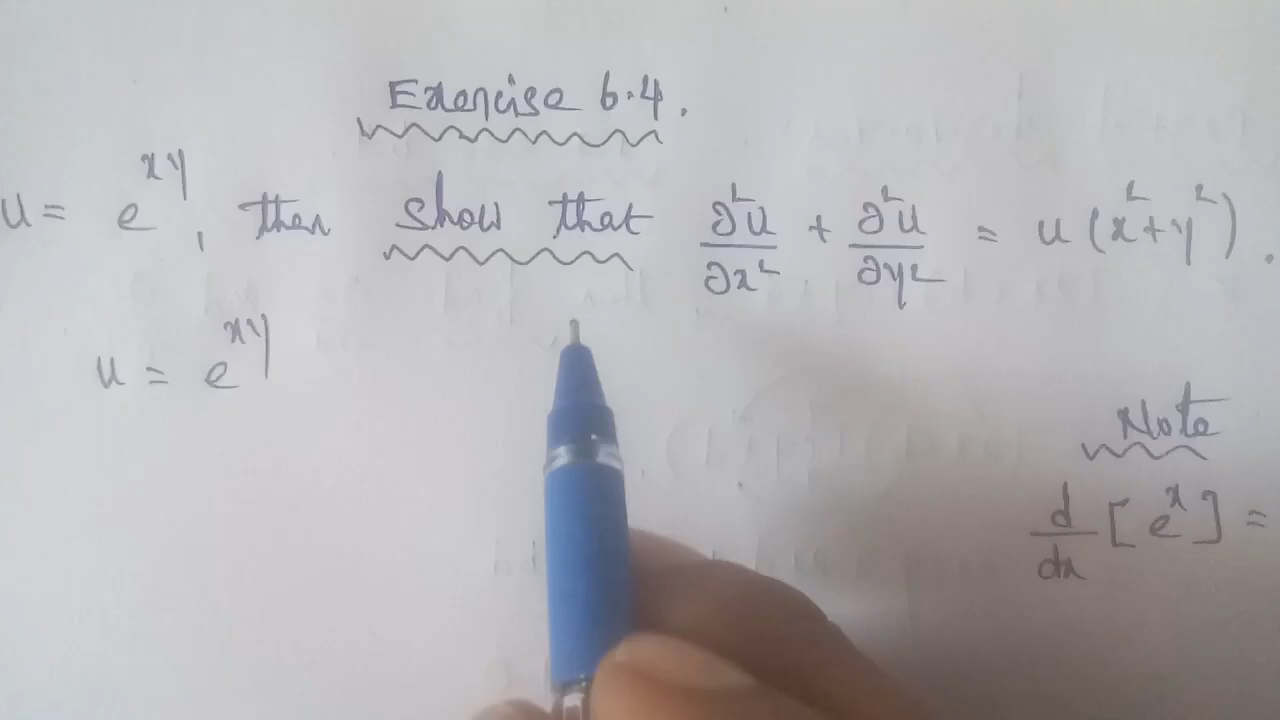 Exercise 6.4.
u = e^{xy}, then show that ∂²u/∂x² + ∂²u/∂y² = u(x²+y²).
u = e^{xy}
Note
d/dx [e^x] =